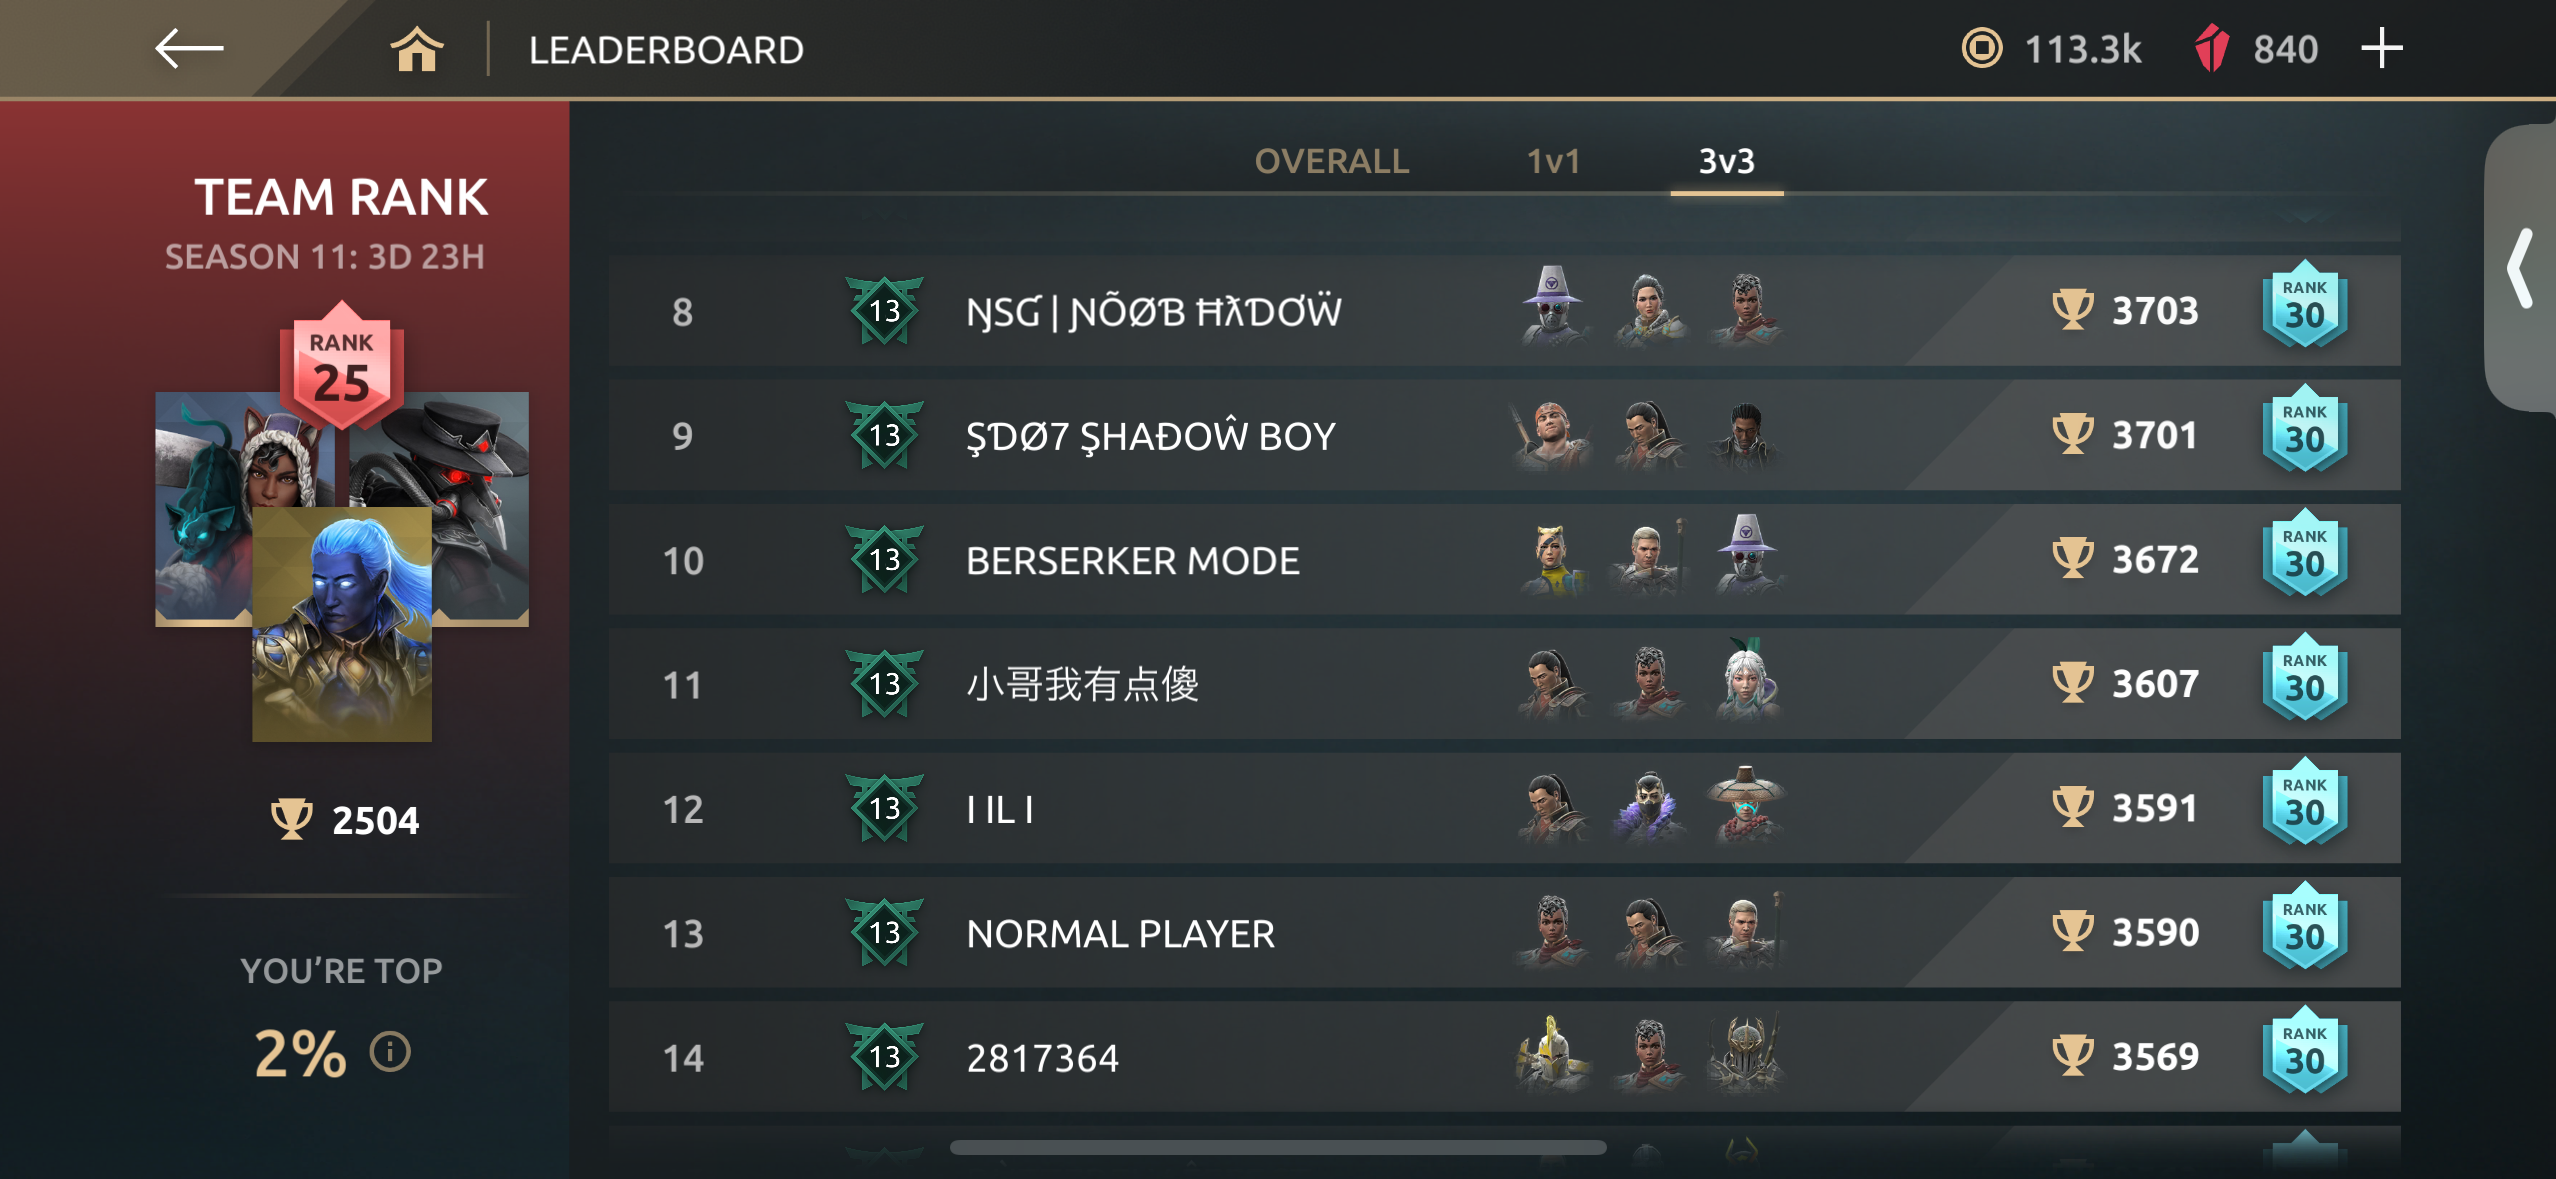 LEADERBOARD
113.3k
840
TEAM RANK
SEASON 11: 3D 23H
RANK
25
2504
YOU'RE TOP
2%
OVERALL
1v1
3v3
8 13 ŊSƓ | ƝÕØƁ ĦƛƊƠẄ 3703 RANK 30
9 13 ŞƊØ7 ŞHAĐOŴ BOY 3701 RANK 30
10 13 BERSERKER MODE 3672 RANK 30
11 13 小哥我有点傻 3607 RANK 30
12 13 I IL I 3591 RANK 30
13 13 NORMAL PLAYER 3590 RANK 30
14 13 2817364 3569 RANK 30